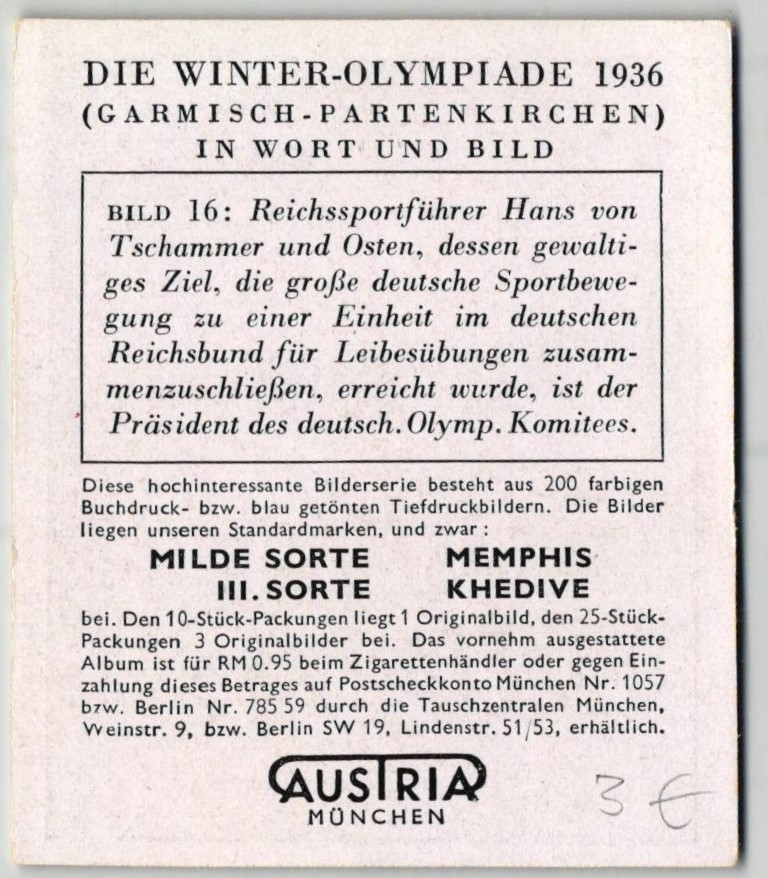 DIE WINTER-OLYMPIADE 1936
(GARMISCH-PARTENKIRCHEN)
IN WORT UND BILD
BILD 16: Reichssportführer Hans von
Tschammer und Osten, dessen gewalti-
ges Ziel, die große deutsche Sportbewe-
gung zu einer Einheit im deutschen
Reichsbund für Leibesübungen zusam-
menzuschließen, erreicht wurde, ist der
Präsident des deutsch. Olymp. Komitees.
Diese hochinteressante Bilderserie besteht aus 200 farbigen
Buchdruck- bzw. blau getönten Tiefdruckbildern. Die Bilder
liegen unseren Standardmarken, und zwar:
MILDE SORTE MEMPHIS
III. SORTE KHEDIVE
bei. Den 10-Stück-Packungen liegt 1 Originalbild, den 25-Stück-
Packungen 3 Originalbilder bei. Das vornehm ausgestattete
Album ist für RM 0.95 beim Zigarettenhändler oder gegen Ein-
zahlung dieses Betrages auf Postscheckkonto München Nr. 1057
bzw. Berlin Nr. 785 59 durch die Tauschzentralen München,
Weinstr. 9, bzw. Berlin SW 19, Lindenstr. 51/53, erhältlich.
AUSTRIA
MÜNCHEN
3 €